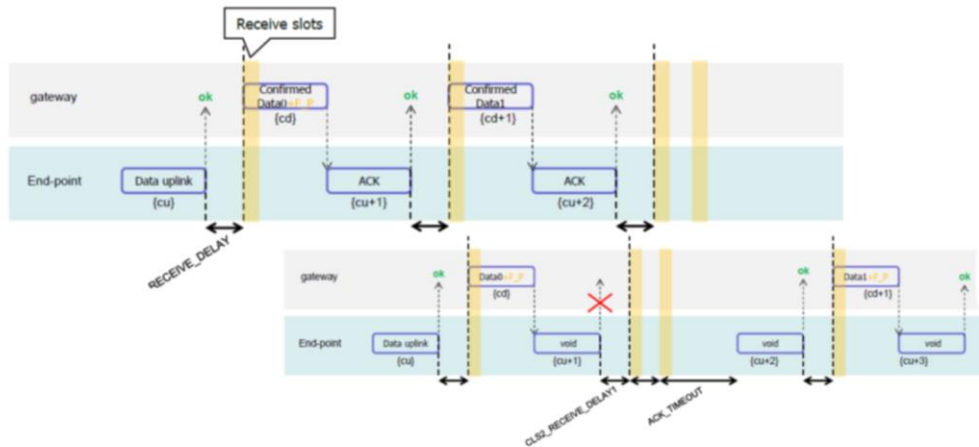 Receive slots
gateway
ok
Confirmed
Data0+F_P
{cd}
ok
Confirmed
Data1
{cd+1}
ok
End-point
Data uplink
{cu}
ACK
{cu+1}
ACK
{cu+2}
RECEIVE_DELAY
gateway
ok
Data0+F_P
{cd}
ok
Data1+F_P
{cd+1}
ok
End-point
Data uplink
{cu}
void
{cu+1}
void
{cu+2}
void
{cu+3}
CLS2_RECEIVE_DELAY1
ACK_TIMEOUT